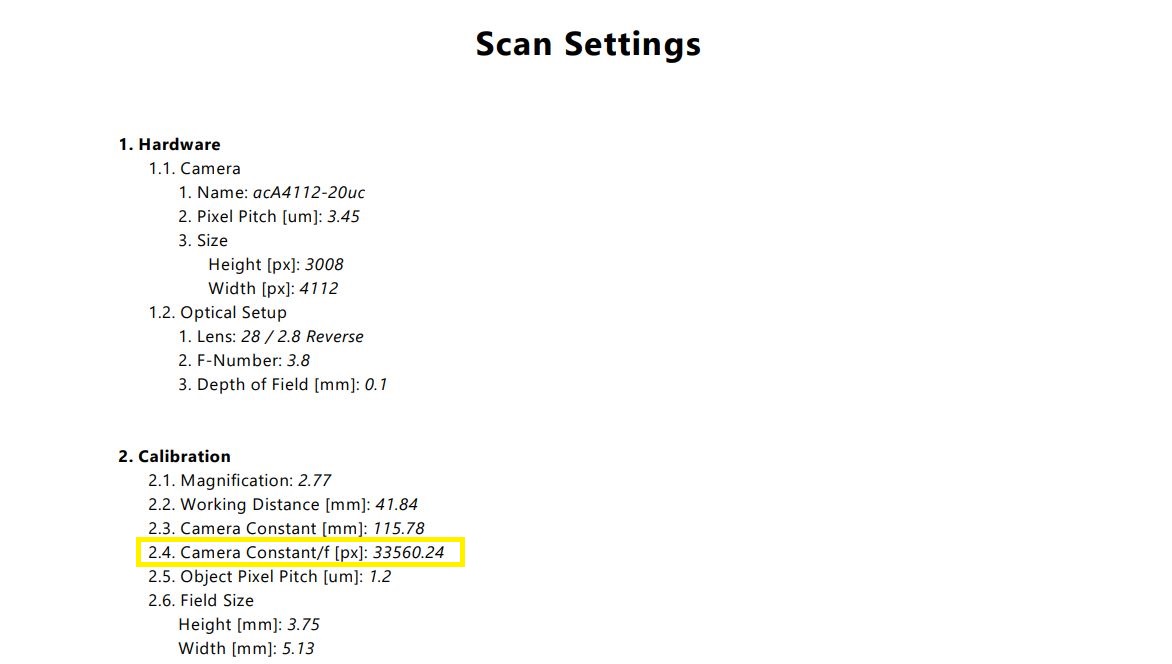 Scan Settings
1. Hardware
1.1. Camera
1. Name: acA4112-20uc
2. Pixel Pitch [um]: 3.45
3. Size
Height [px]: 3008
Width [px]: 4112
1.2. Optical Setup
1. Lens: 28 / 2.8 Reverse
2. F-Number: 3.8
3. Depth of Field [mm]: 0.1
2. Calibration
2.1. Magnification: 2.77
2.2. Working Distance [mm]: 41.84
2.3. Camera Constant [mm]: 115.78
2.4. Camera Constant/f [px]: 33560.24
2.5. Object Pixel Pitch [um]: 1.2
2.6. Field Size
Height [mm]: 3.75
Width [mm]: 5.13